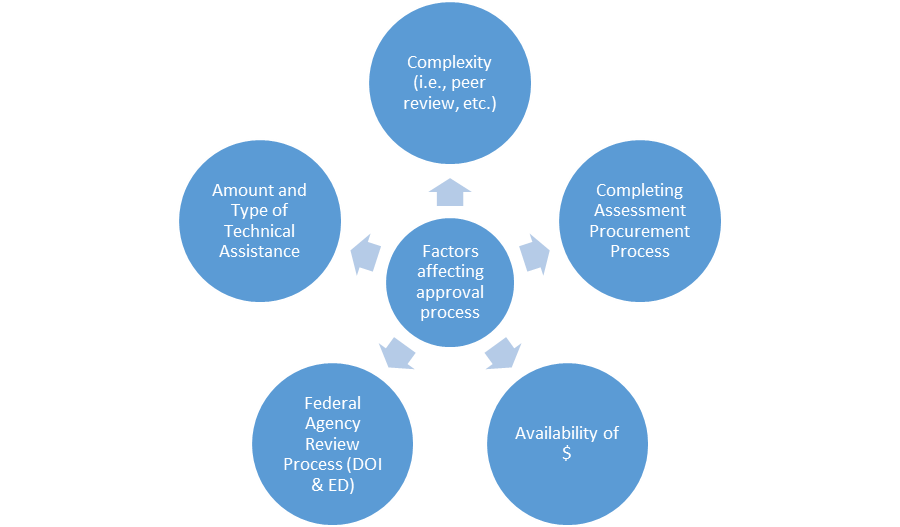 Complexity
(i.e., peer
review, etc.)
Amount and
Type of
Technical
Assistance
Completing
Assessment
Procurement
Process
Factors
affecting
approval
process
Federal
Agency
Review
Process (DOI
& ED)
Availability of
$